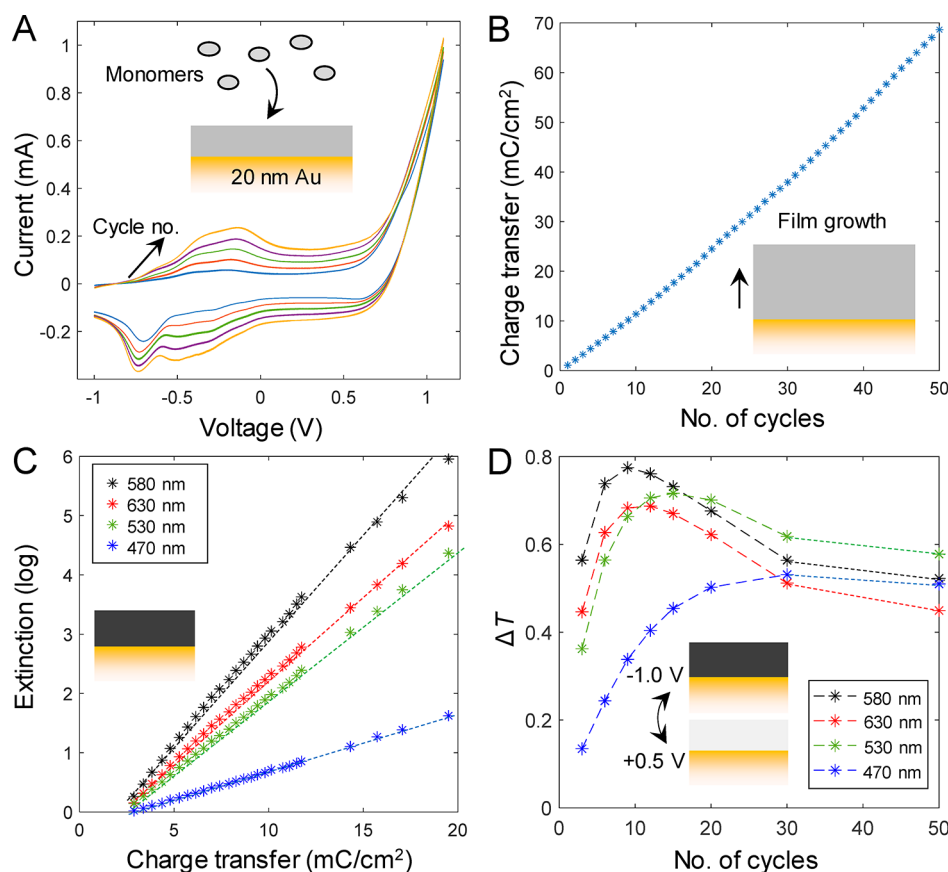 A
Current (mA)
1
0.8
0.6
0.4
0.2
0
-0.2
Monomers
20 nm Au
Cycle no.
-1
-0.5
0
0.5
1
Voltage (V)
B
Charge transfer (mC/cm²)
70
60
50
40
30
20
10
0
Film growth
0
10
20
30
40
50
No. of cycles
C
Extinction (log)
6
5
4
3
2
1
0
580 nm
630 nm
530 nm
470 nm
5
10
15
20
Charge transfer (mC/cm²)
D
ΔT
0.8
0.6
0.4
0.2
0
-1.0 V
+0.5 V
580 nm
630 nm
530 nm
470 nm
0
10
20
30
40
50
No. of cycles